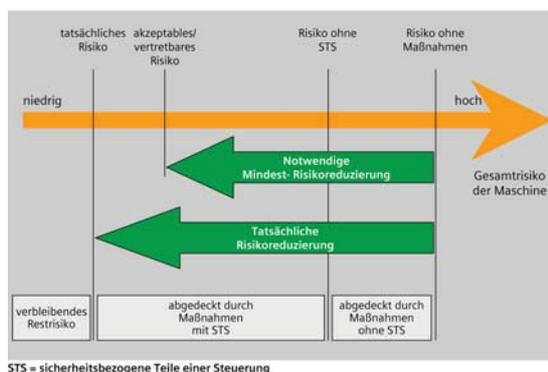 tatsächliches
Risiko
akzeptables/
vertretbares
Risiko
Risiko ohne
STS
Risiko ohne
Maßnahmen
niedrig
hoch
Notwendige
Mindest- Risikoreduzierung
Gesamtrisiko
der Maschine
Tatsächliche
Risikoreduzierung
verbleibendes
Restrisiko
abgedeckt durch
Maßnahmen
mit STS
abgedeckt durch
Maßnahmen
ohne STS
STS = sicherheitsbezogene Teile einer Steuerung